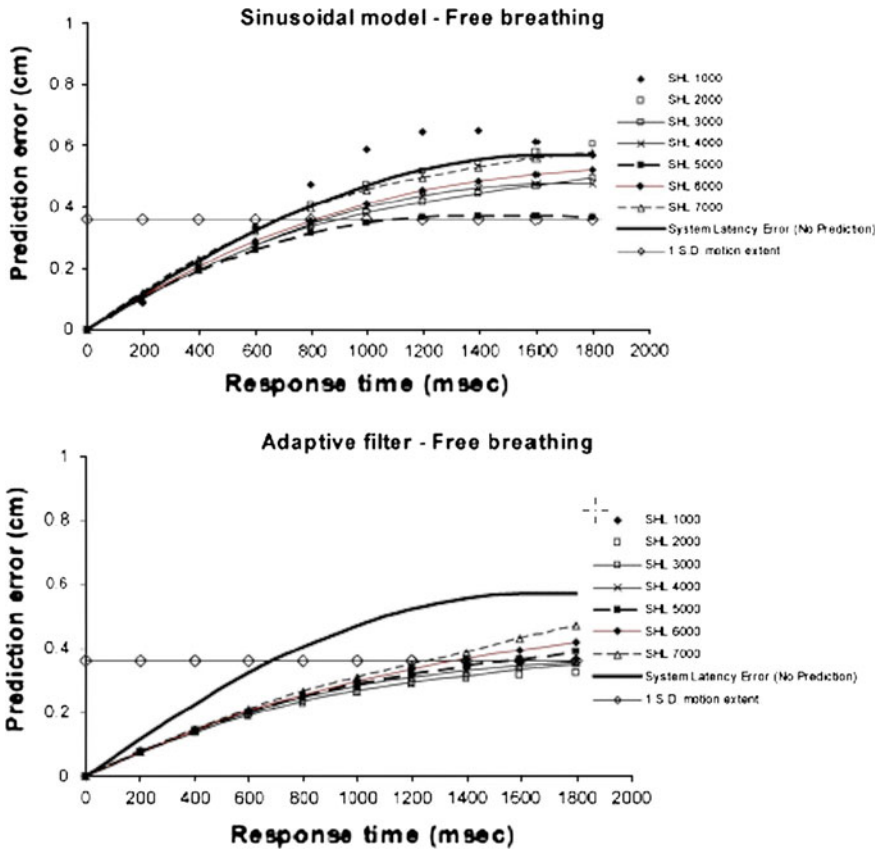 Sinusoidal model - Free breathing
1
0.8
0.6
0.4
0.2
0
Prediction error (cm)
0 200 400 600 800 1000 1200 1400 1600 1800 2000
Response time (msec)
SHL 1000
SHL 2000
SHL 3000
SHL 4000
SHL 5000
SHL 6000
SHL 7000
System Latency Error (No Prediction)
1 S.D. motion extent
Adaptive filter - Free breathing
1
0.8
0.6
0.4
0.2
0
Prediction error (cm)
0 200 400 600 800 1000 1200 1400 1600 1800 2000
Response time (msec)
SHL 1000
SHL 2000
SHL 3000
SHL 4000
SHL 5000
SHL 6000
SHL 7000
System Latency Error (No Prediction)
1 S.D. motion extent